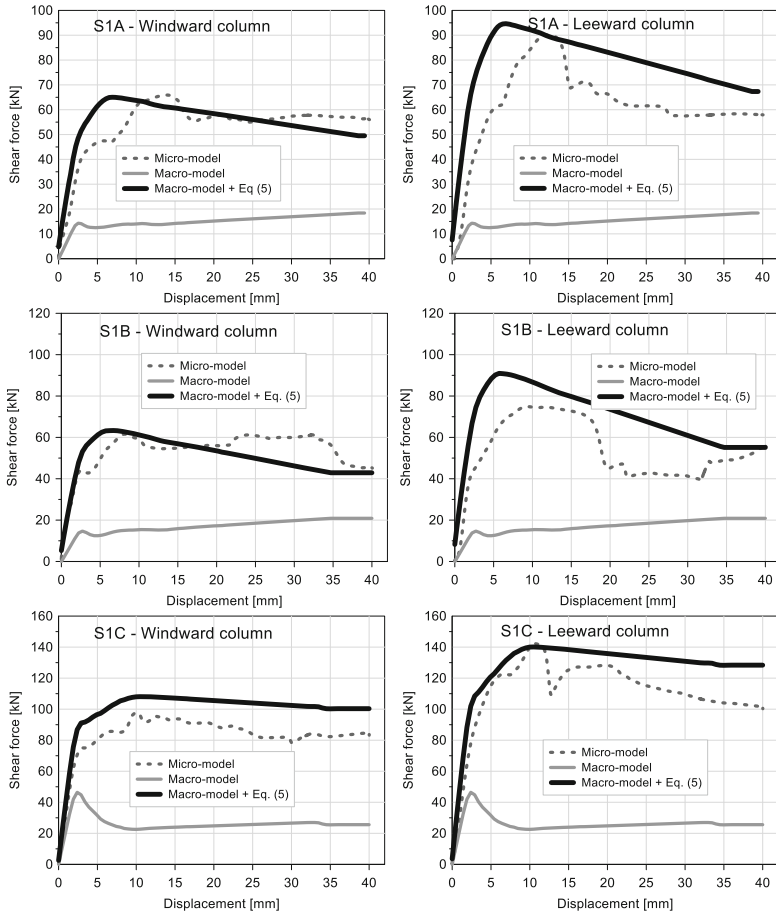 S1A - Windward column
Shear force [kN]
100
90
80
70
60
50
40
30
20
10
0
Micro-model
Macro-model
Macro-model + Eq (5)
0 5 10 15 20 25 30 35 40
Displacement [mm]
S1A - Leeward column
Shear force [kN]
100
90
80
70
60
50
40
30
20
10
0
Micro-model
Macro-model
Macro-model + Eq. (5)
0 5 10 15 20 25 30 35 40
Displacement [mm]
S1B - Windward column
Shear force [kN]
120
100
80
60
40
20
0
Micro-model
Macro-model
Macro-model + Eq. (5)
0 5 10 15 20 25 30 35 40
Displacement [mm]
S1B - Leeward column
Shear force [kN]
120
100
80
60
40
20
0
Micro-model
Macro-model
Macro-model + Eq. (5)
0 5 10 15 20 25 30 35 40
Displacement [mm]
S1C - Windward column
Shear force [kN]
160
140
120
100
80
60
40
20
0
Micro-model
Macro-model
Macro-model + Eq. (5)
0 5 10 15 20 25 30 35 40
Displacement [mm]
S1C - Leeward column
Shear force [kN]
160
140
120
100
80
60
40
20
0
Micro-model
Macro-model
Macro-model + Eq. (5)
0 5 10 15 20 25 30 35 40
Displacement [mm]